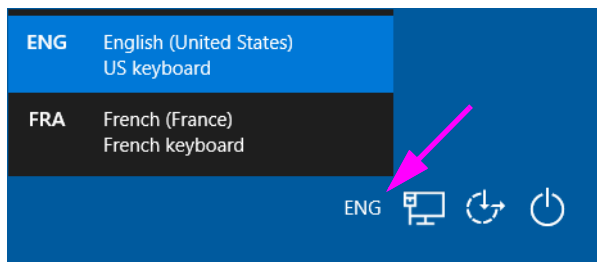 ENG English (United States)
US keyboard
FRA French (France)
French keyboard
ENG